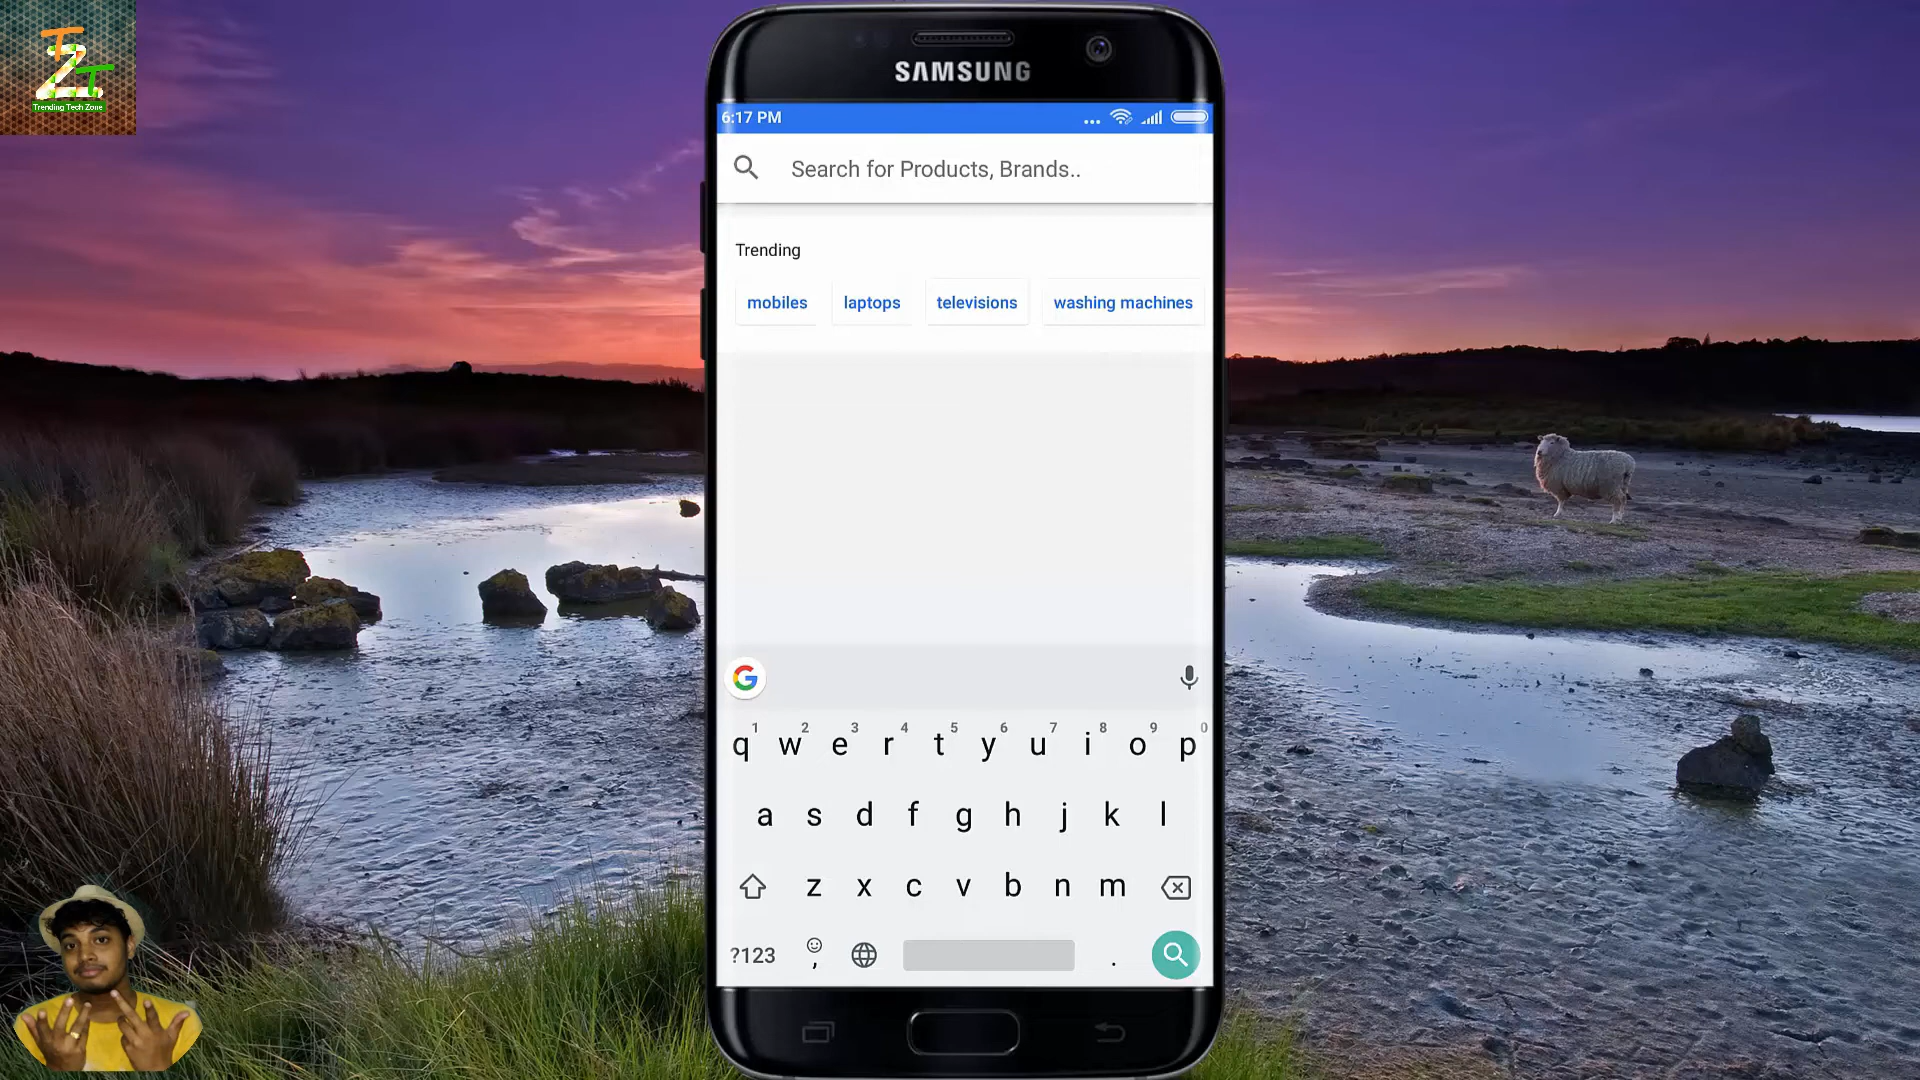 TZT
Trending Tech Zone
SAMSUNG
6:17 PM
Search for Products, Brands..
Trending
mobiles laptops televisions washing machines
G
1 2 3 4 5 6 7 8 9 0
q w e r t y u i o p
a s d f g h j k l
z x c v b n m
?123 , .